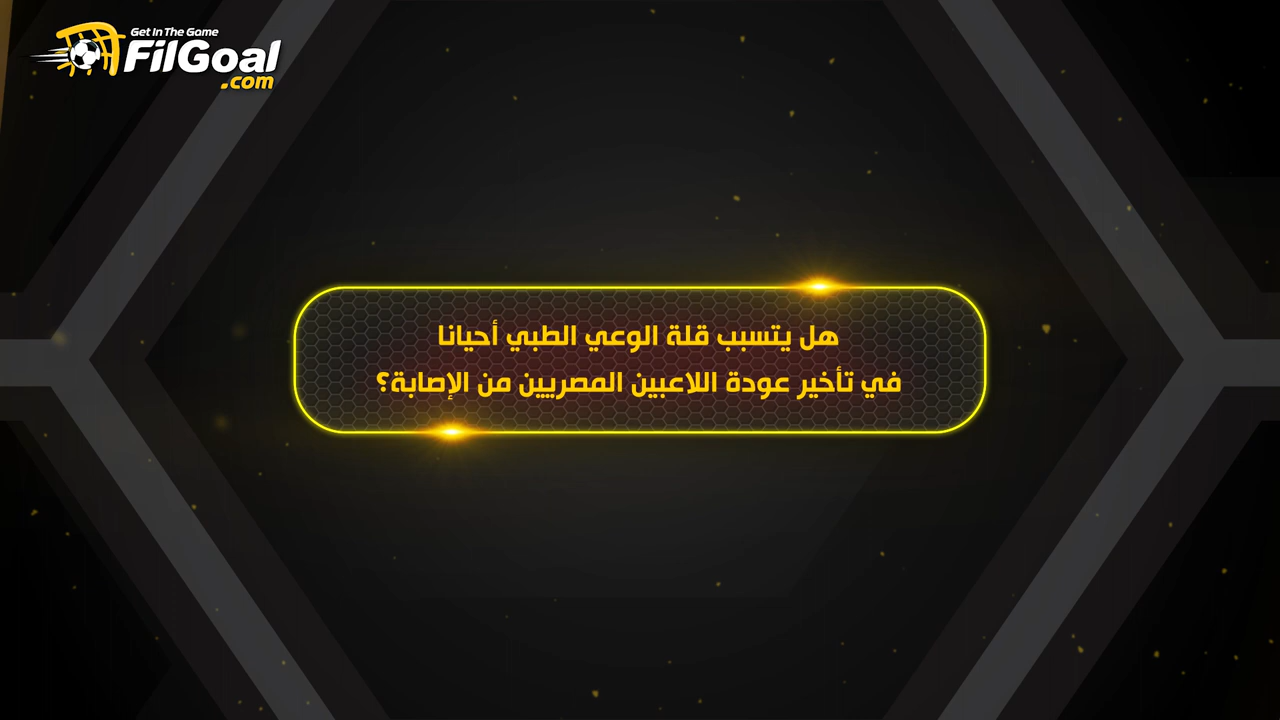 Get In The Game
FilGoal
.com
هل يتسبب قلة الوعي الطبي أحيانا
في تأخير عودة اللاعبين المصريين من الإصابة؟